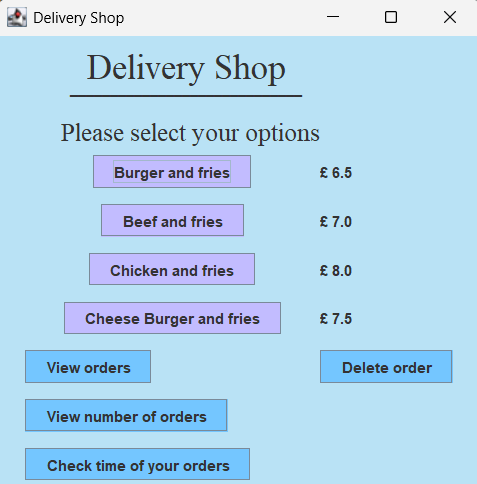 Delivery Shop
Delivery Shop
Please select your options
Burger and fries £ 6.5
Beef and fries £ 7.0
Chicken and fries £ 8.0
Cheese Burger and fries £ 7.5
View orders Delete order
View number of orders
Check time of your orders